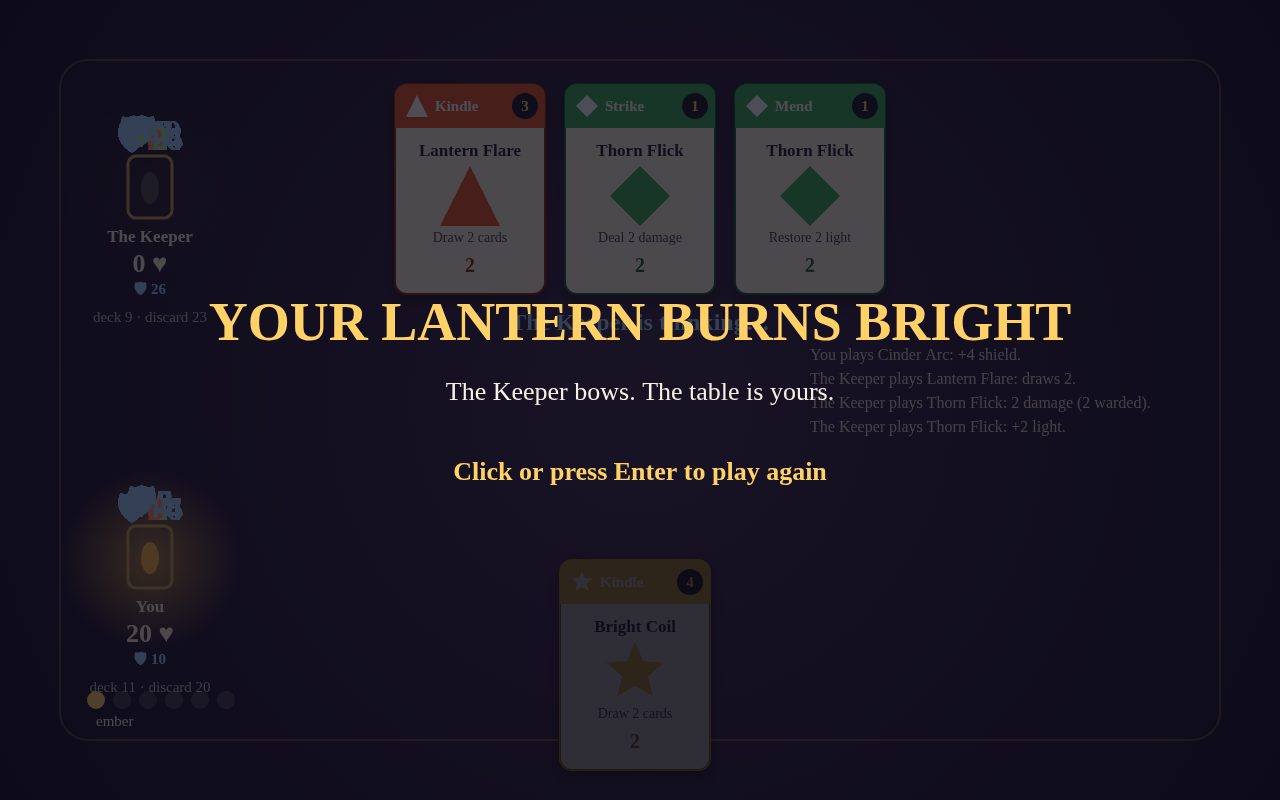 Kindle 3
Strike 1
Mend 1
Lantern Flare
Thorn Flick
Thorn Flick
Draw 2 cards
Deal 2 damage
Restore 2 light
2
2
2
The Keeper
0 ♥
26
deck 9 · discard 23
The Keeper is thinking...
YOUR LANTERN BURNS BRIGHT
You plays Cinder Arc: +4 shield.
The Keeper plays Lantern Flare: draws 2.
The Keeper bows. The table is yours.
The Keeper plays Thorn Flick: 2 damage (2 warded).
The Keeper plays Thorn Flick: +2 light.
Click or press Enter to play again
You
20 ♥
10
deck 11 · discard 20
ember
Kindle 4
Bright Coil
Draw 2 cards
2